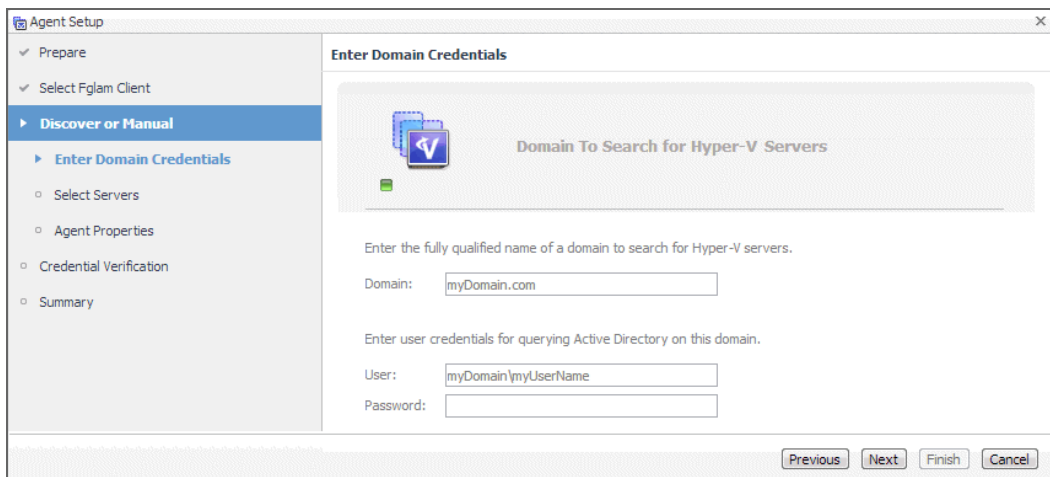 Agent Setup
Prepare
Select Fglam Client
Discover or Manual
Enter Domain Credentials
Select Servers
Agent Properties
Credential Verification
Summary
Enter Domain Credentials
Domain To Search for Hyper-V Servers
Enter the fully qualified name of a domain to search for Hyper-V servers.
Domain: myDomain.com
Enter user credentials for querying Active Directory on this domain.
User: myDomain\myUserName
Password:
Previous Next Finish Cancel